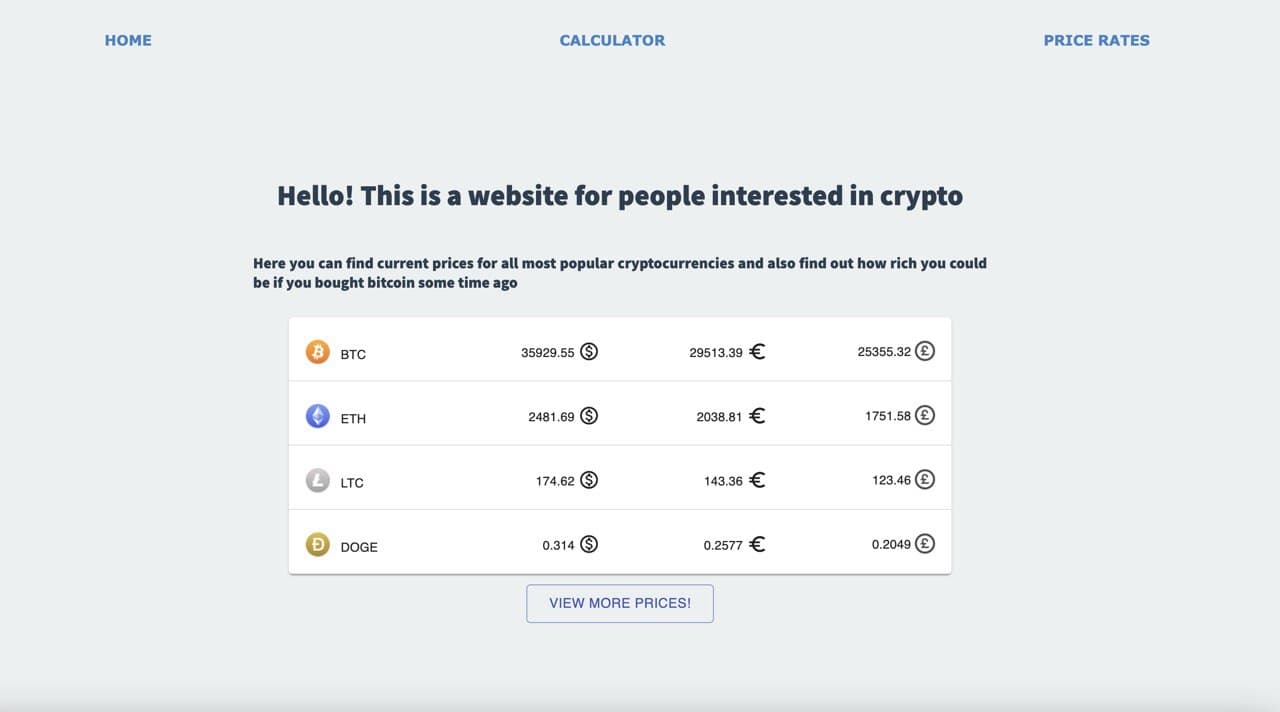 HOME CALCULATOR PRICE RATES
Hello! This is a website for people interested in crypto
Here you can find current prices for all most popular cryptocurrencies and also find out how rich you could
be if you bought bitcoin some time ago
BTC 35929.55 $ 29513.39 € 25355.32 £
ETH 2481.69 $ 2038.81 € 1751.58 £
LTC 174.62 $ 143.36 € 123.46 £
DOGE 0.314 $ 0.2577 € 0.2049 £
VIEW MORE PRICES!